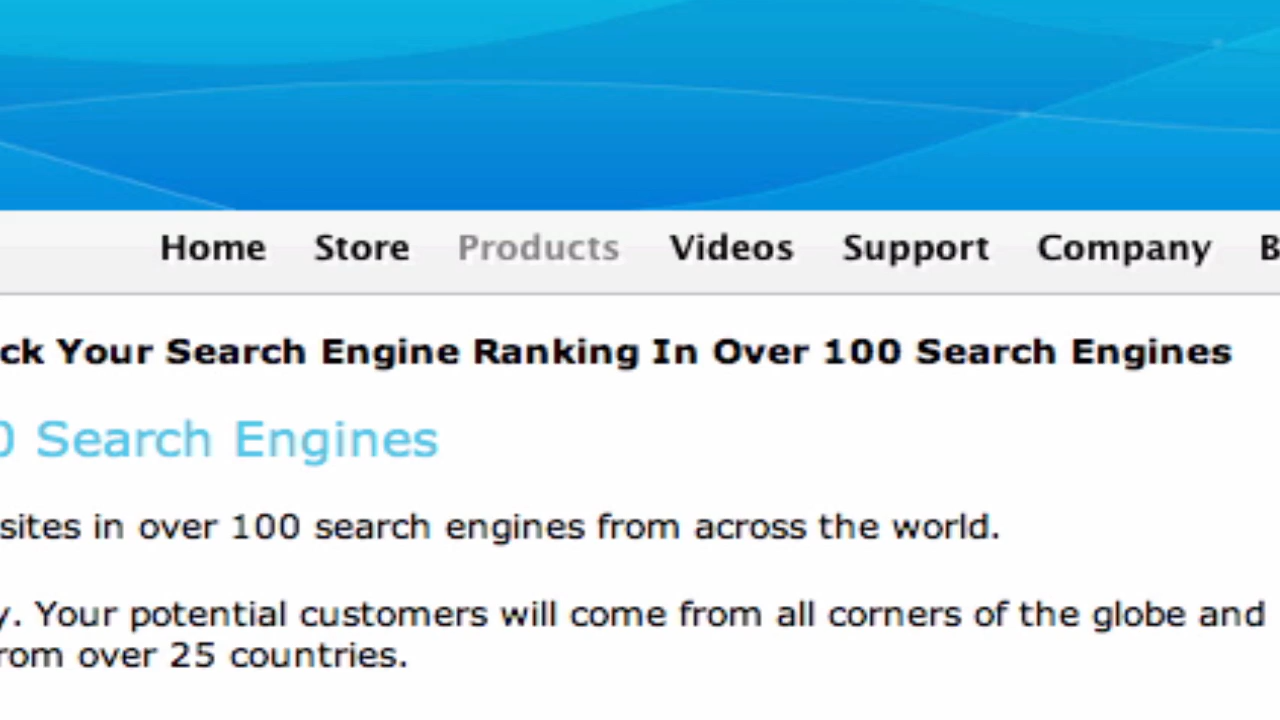 Home Store Products Videos Support Company B
ck Your Search Engine Ranking In Over 100 Search Engines
0 Search Engines
sites in over 100 search engines from across the world.
y. Your potential customers will come from all corners of the globe and
rom over 25 countries.